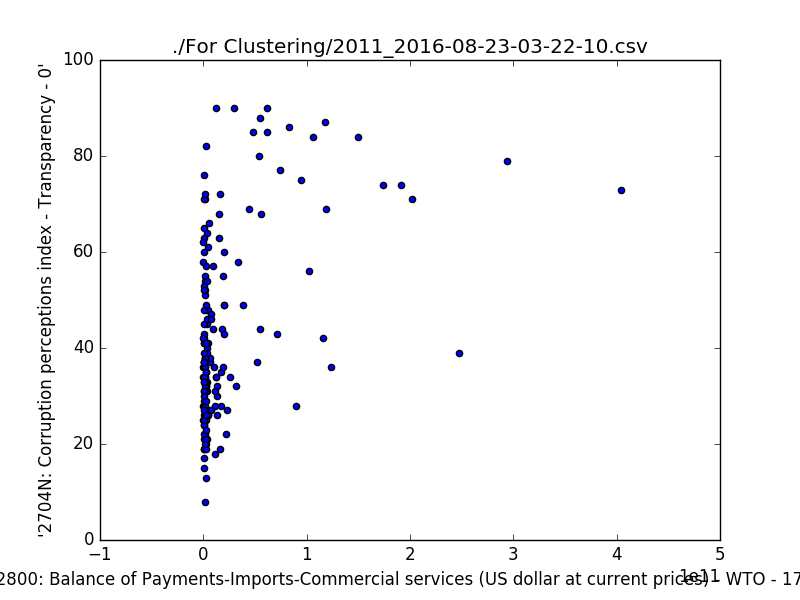 ./For Clustering/2011_2016-08-23-03-22-10.csv
'2704N: Corruption perceptions index - Transparency - 0'
100
80
60
40
20
0
−1 0 1 2 3 4 5
1e11
2800: Balance of Payments-Imports-Commercial services (US dollar at current prices) - WTO - 17